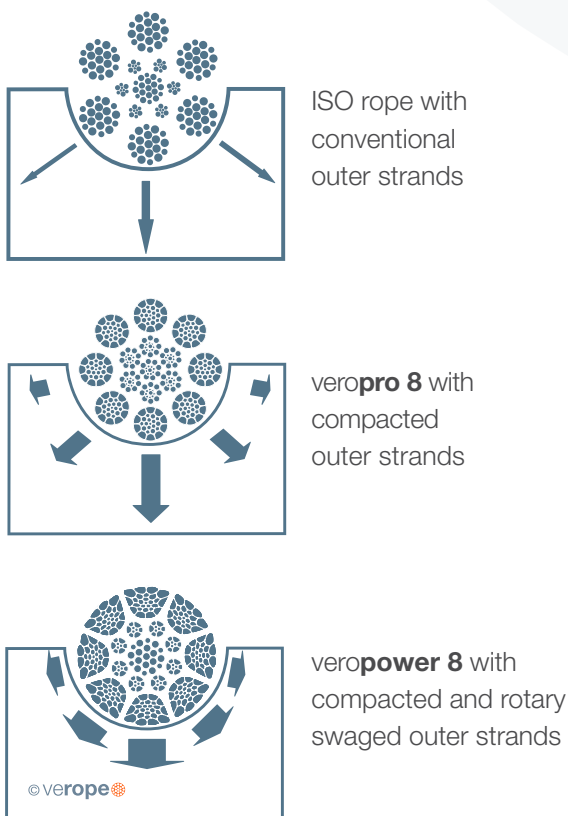 ISO rope with
conventional
outer strands
veropro 8 with
compacted
outer strands
veropower 8 with
compacted and rotary
swaged outer strands
© verope